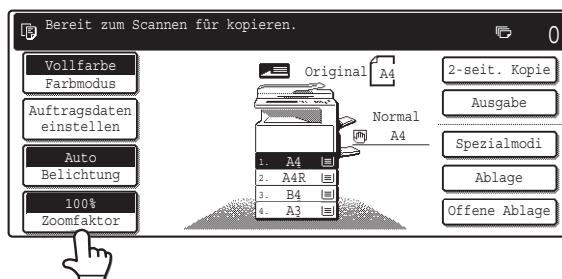 Bereit zum Scannen für kopieren.
0
Vollfarbe
Farbmodus
Auftragsdaten
einstellen
Auto
Belichtung
100%
Zoomfaktor
Original
A4
Normal
A4
1. A4
2. A4R
3. B4
4. A3
2-seit. Kopie
Ausgabe
Spezialmodi
Ablage
Offene Ablage